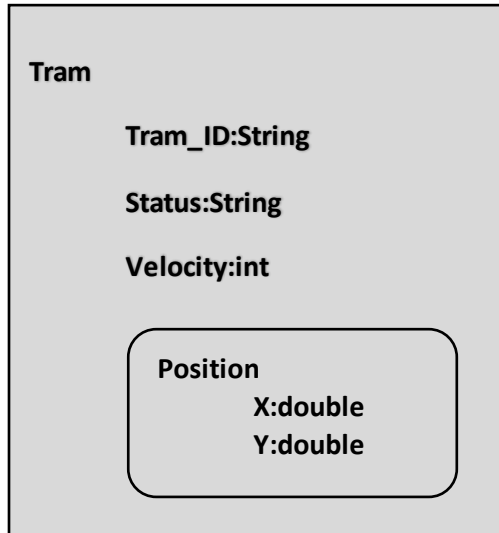 Tram
Tram_ID:String
Status:String
Velocity:int
Position
X:double
Y:double